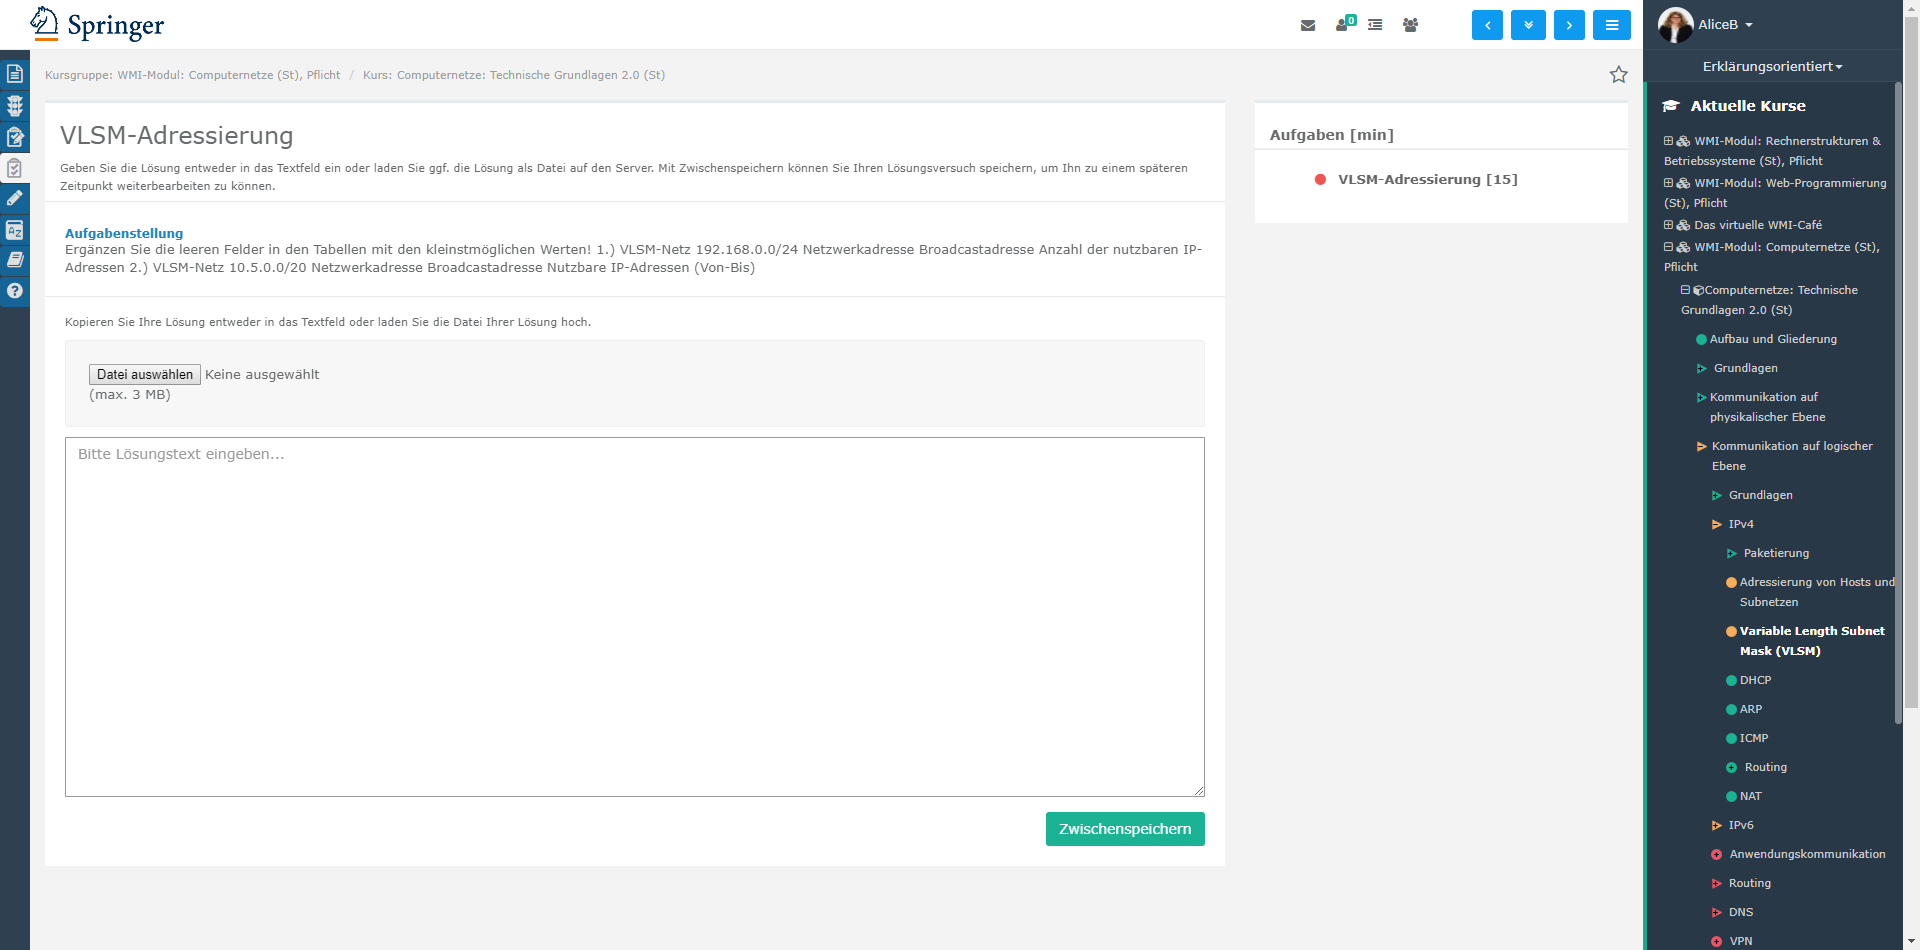 Springer
0
AliceB
Erklärungsorientiert
Kursgruppe: WMI-Modul: Computernetze (St), Pflicht / Kurs: Computernetze: Technische Grundlagen 2.0 (St)
VLSM-Adressierung
Geben Sie die Lösung entweder in das Textfeld ein oder laden Sie ggf. die Lösung als Datei auf den Server. Mit Zwischenspeichern können Sie Ihren Lösungsversuch speichern, um Ihn zu einem späteren
Zeitpunkt weiterbearbeiten zu können.
Aufgabenstellung
Ergänzen Sie die leeren Felder in den Tabellen mit den kleinstmöglichen Werten! 1.) VLSM-Netz 192.168.0.0/24 Netzwerkadresse Broadcastadresse Anzahl der nutzbaren IP-
Adressen 2.) VLSM-Netz 10.5.0.0/20 Netzwerkadresse Broadcastadresse Nutzbare IP-Adressen (Von-Bis)
Kopieren Sie Ihre Lösung entweder in das Textfeld oder laden Sie die Datei Ihrer Lösung hoch.
Datei auswählen Keine ausgewählt
(max. 3 MB)
Bitte Lösungstext eingeben...
Zwischenspeichern
Aufgaben [min]
VLSM-Adressierung [15]
Aktuelle Kurse
WMI-Modul: Rechnerstrukturen &
Betriebssysteme (St), Pflicht
WMI-Modul: Web-Programmierung
(St), Pflicht
Das virtuelle WMI-Café
WMI-Modul: Computernetze (St),
Pflicht
Computernetze: Technische
Grundlagen 2.0 (St)
Aufbau und Gliederung
Grundlagen
Kommunikation auf
physikalischer Ebene
Kommunikation auf logischer
Ebene
Grundlagen
IPv4
Paketierung
Adressierung von Hosts und
Subnetzen
Variable Length Subnet
Mask (VLSM)
DHCP
ARP
ICMP
Routing
NAT
IPv6
Anwendungskommunikation
Routing
DNS
VPN